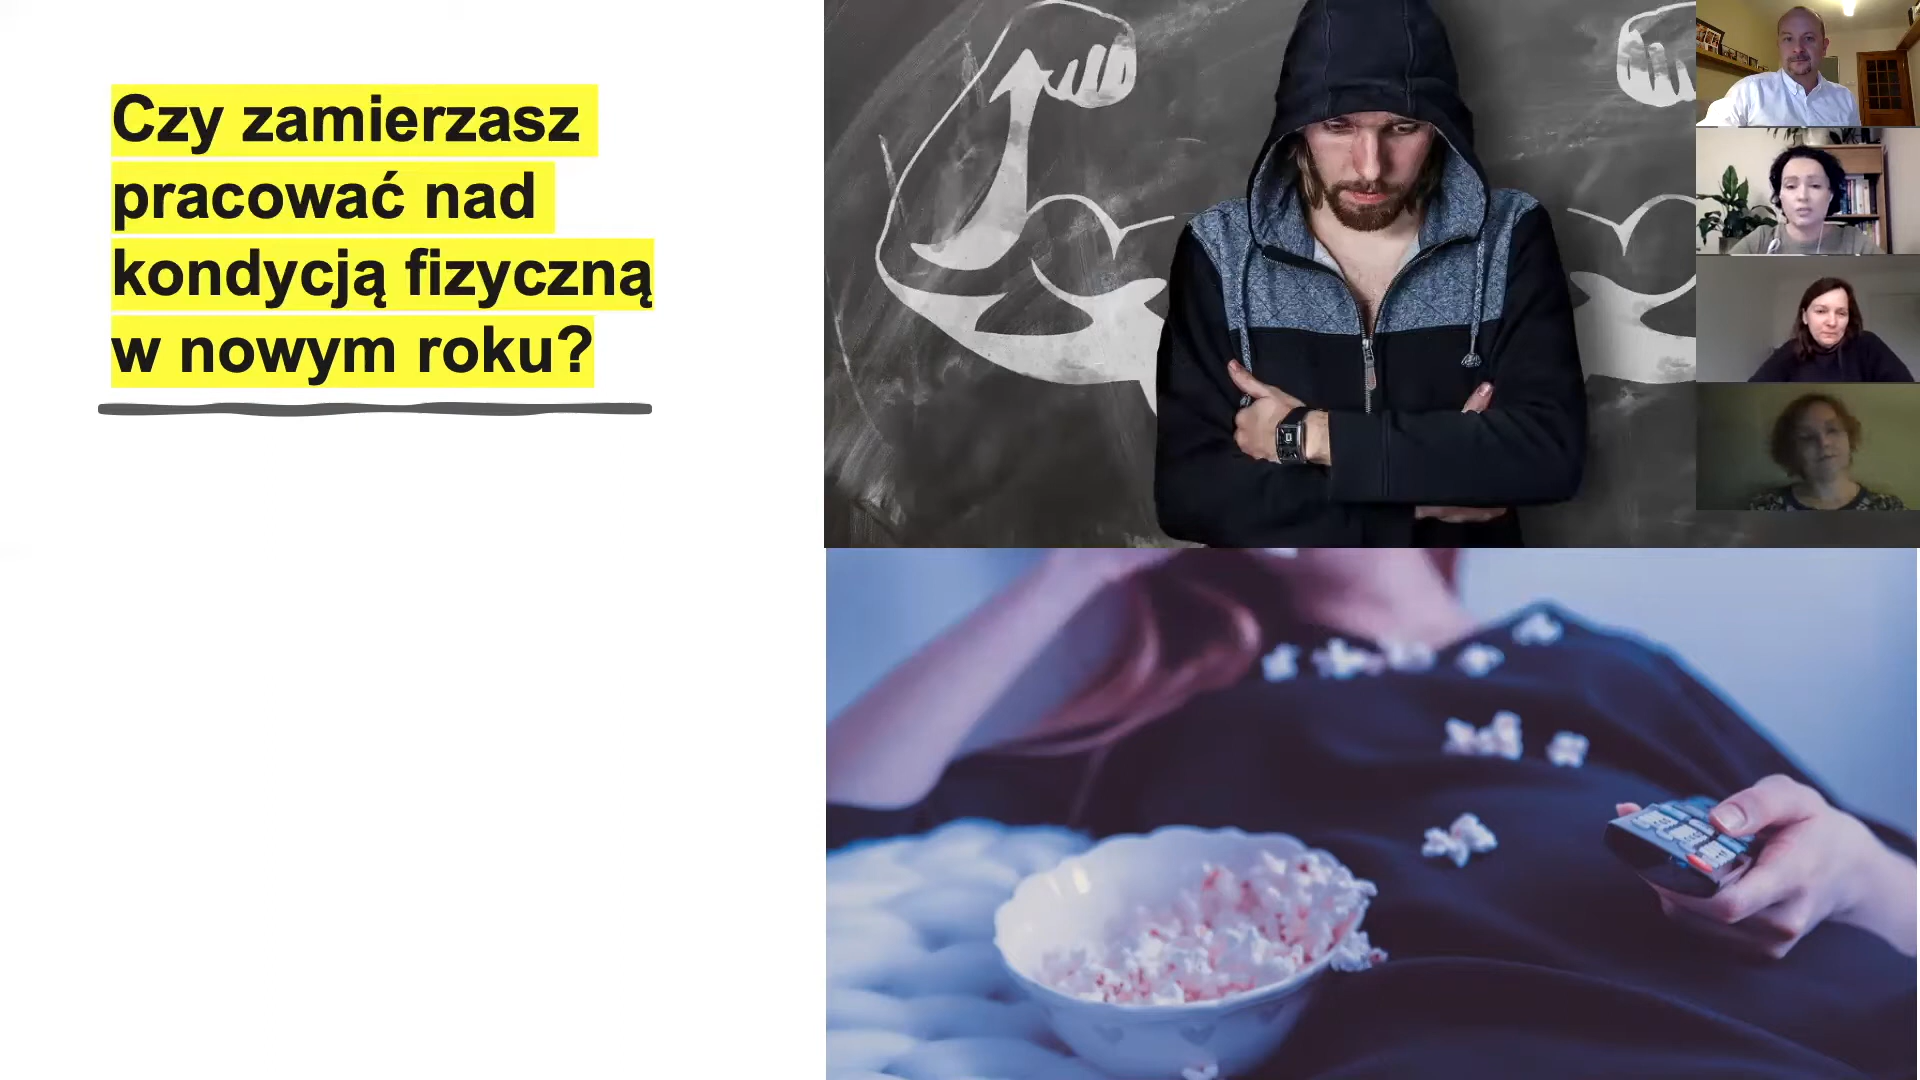 Czy zamierzasz
pracować nad
kondycją fizyczną
w nowym roku?